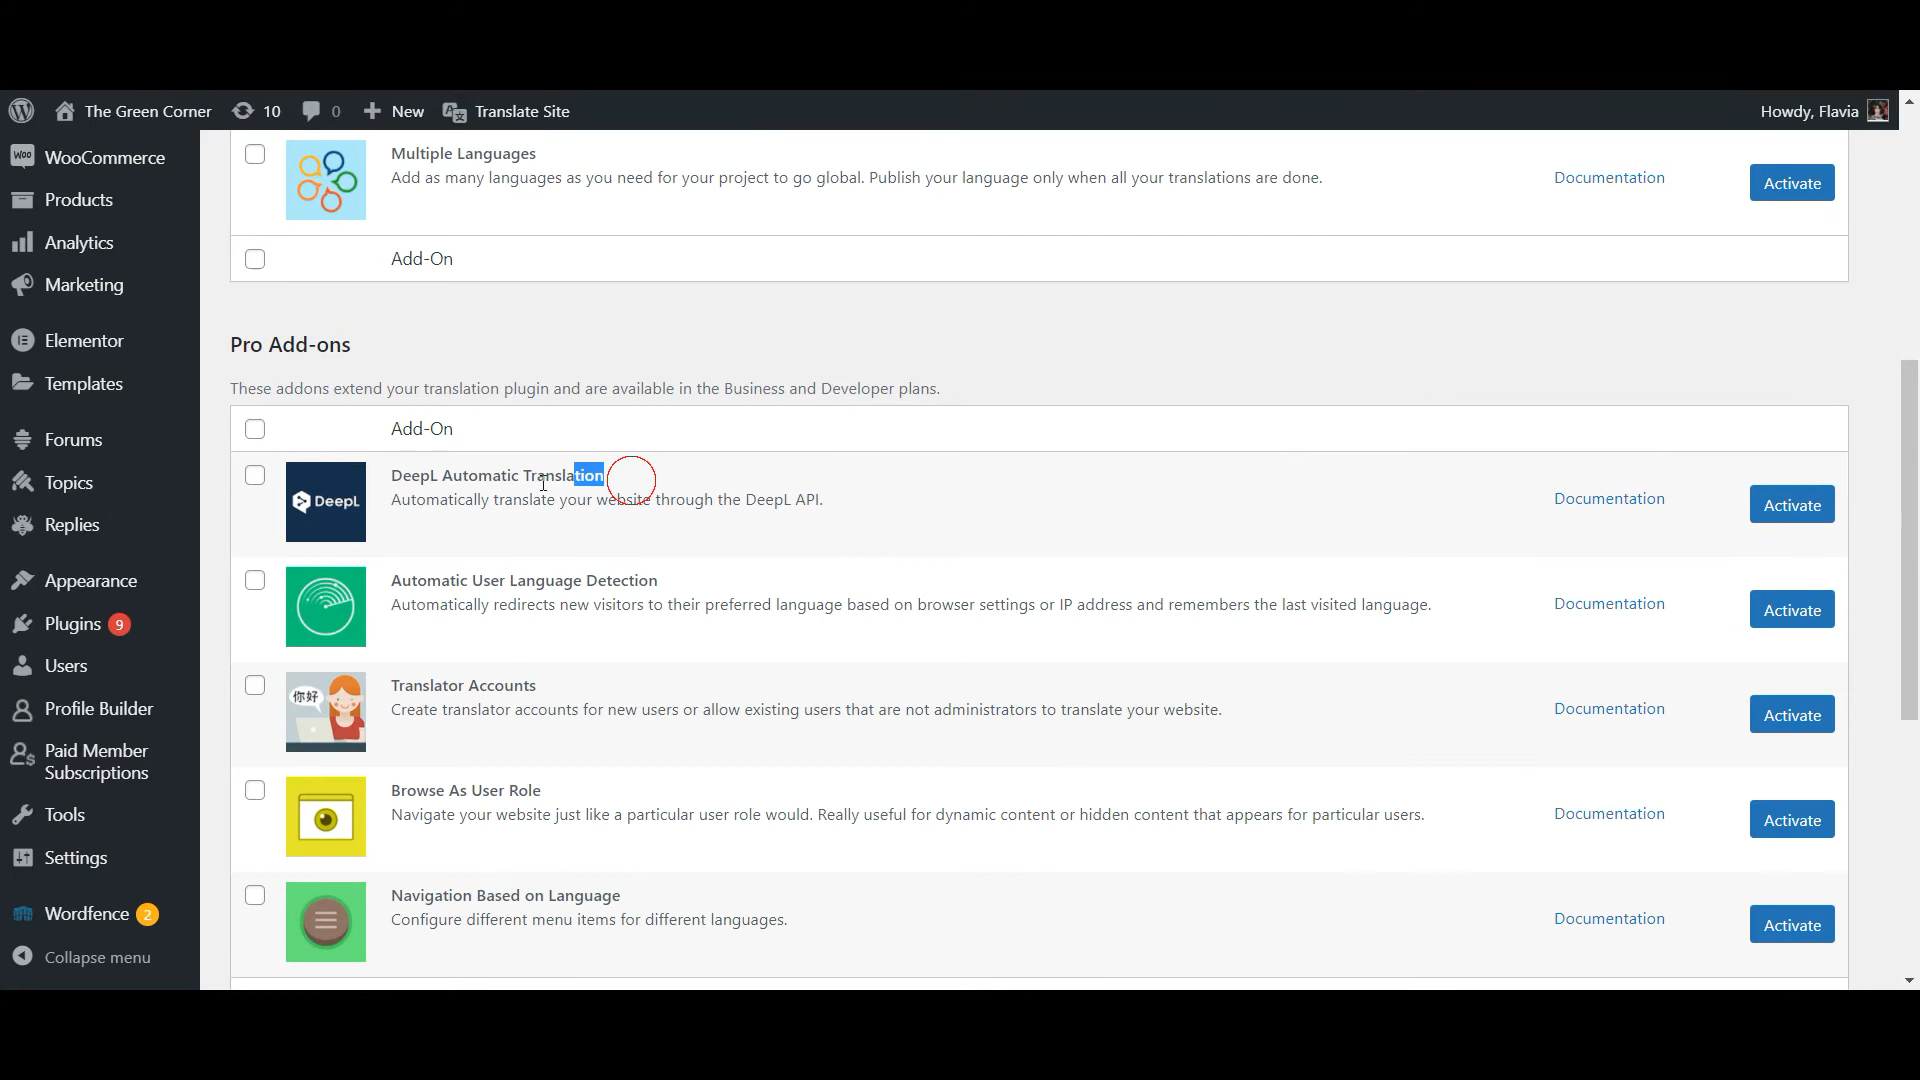 The Green Corner 10 0 New Translate Site Howdy, Flavia
WooCommerce
Products
Analytics
Marketing
Elementor
Templates
Forums
Topics
Replies
Appearance
Plugins 9
Users
Profile Builder
Paid Member
Subscriptions
Tools
Settings
Wordfence 2
Collapse menu
Multiple Languages
Add as many languages as you need for your project to go global. Publish your language only when all your translations are done.
Documentation
Activate
Add-On
Pro Add-ons
These addons extend your translation plugin and are available in the Business and Developer plans.
Add-On
DeepL
DeepL Automatic Translation
Automatically translate your website through the DeepL API.
Documentation
Activate
Automatic User Language Detection
Automatically redirects new visitors to their preferred language based on browser settings or IP address and remembers the last visited language.
Documentation
Activate
你好
Translator Accounts
Create translator accounts for new users or allow existing users that are not administrators to translate your website.
Documentation
Activate
Browse As User Role
Navigate your website just like a particular user role would. Really useful for dynamic content or hidden content that appears for particular users.
Documentation
Activate
Navigation Based on Language
Configure different menu items for different languages.
Documentation
Activate